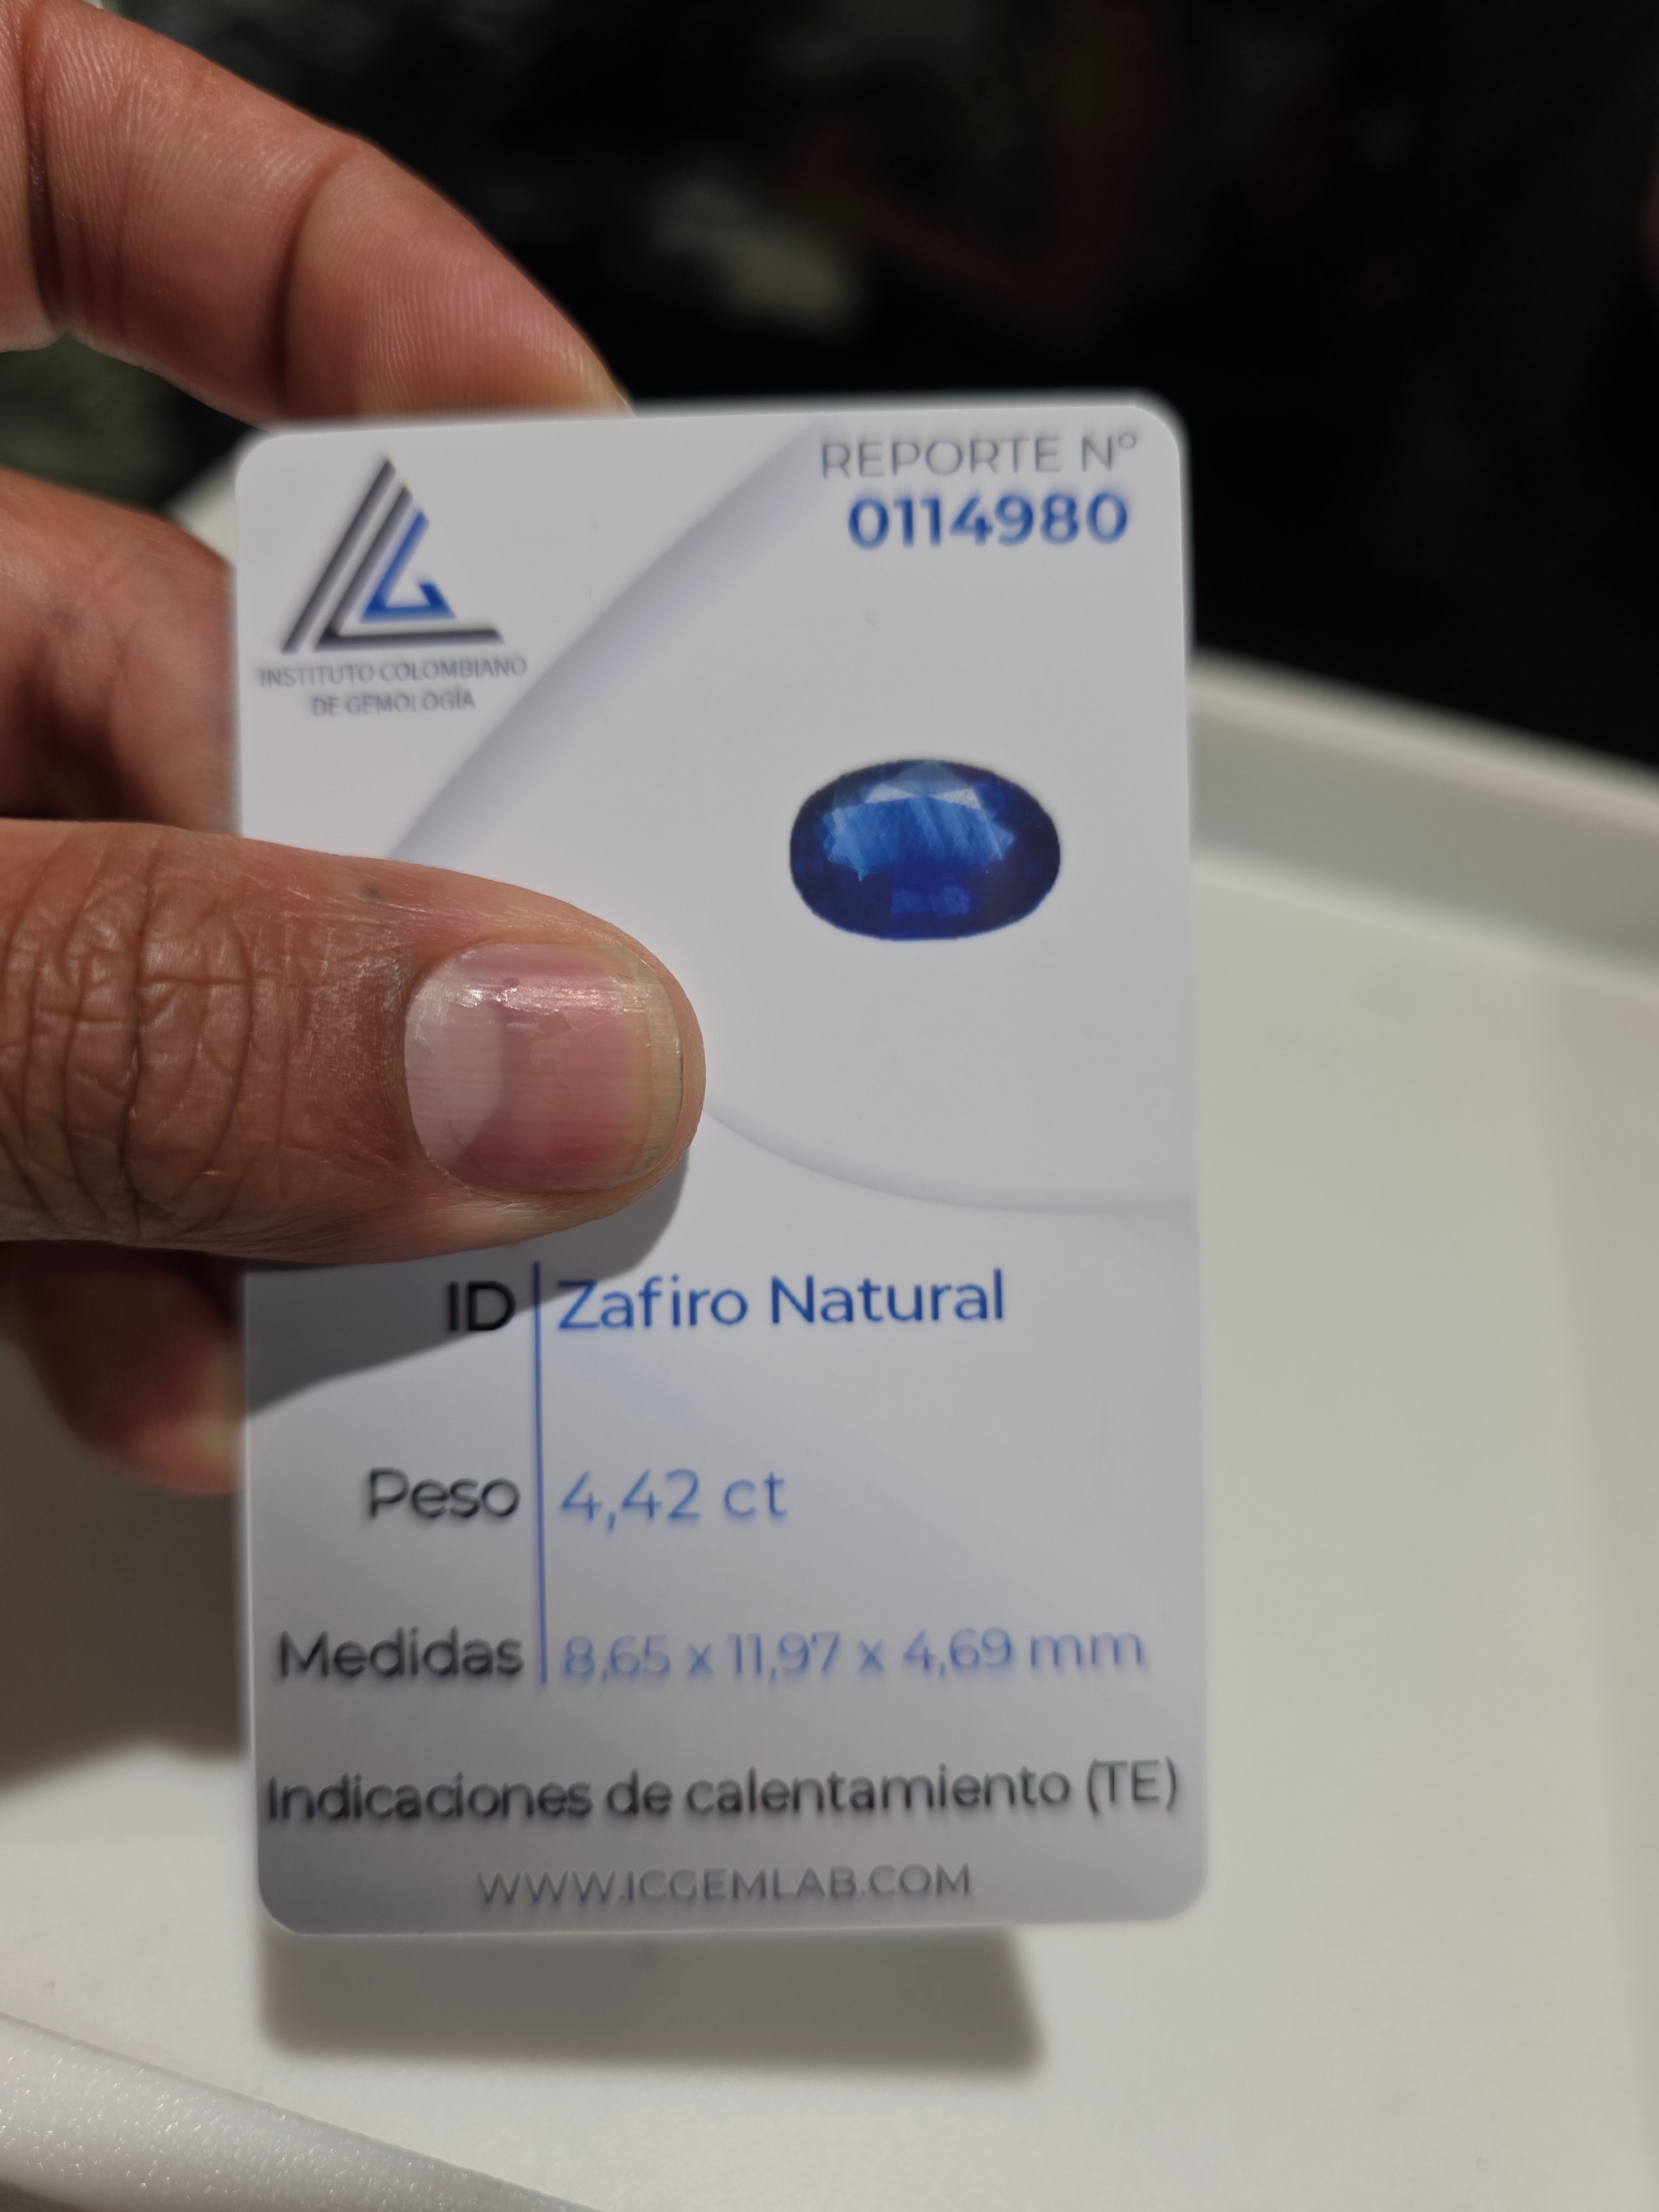 INSTITUTO COLOMBIANO
DE GEMOLOGÍA
REPORTE Nº
0114980
ID Zafiro Natural
Peso 4,42 ct
Medidas 8,65 x 11,97 x 4,69 mm
Indicaciones de calentamiento (TE)
WWW.ICGEMLAB.COM